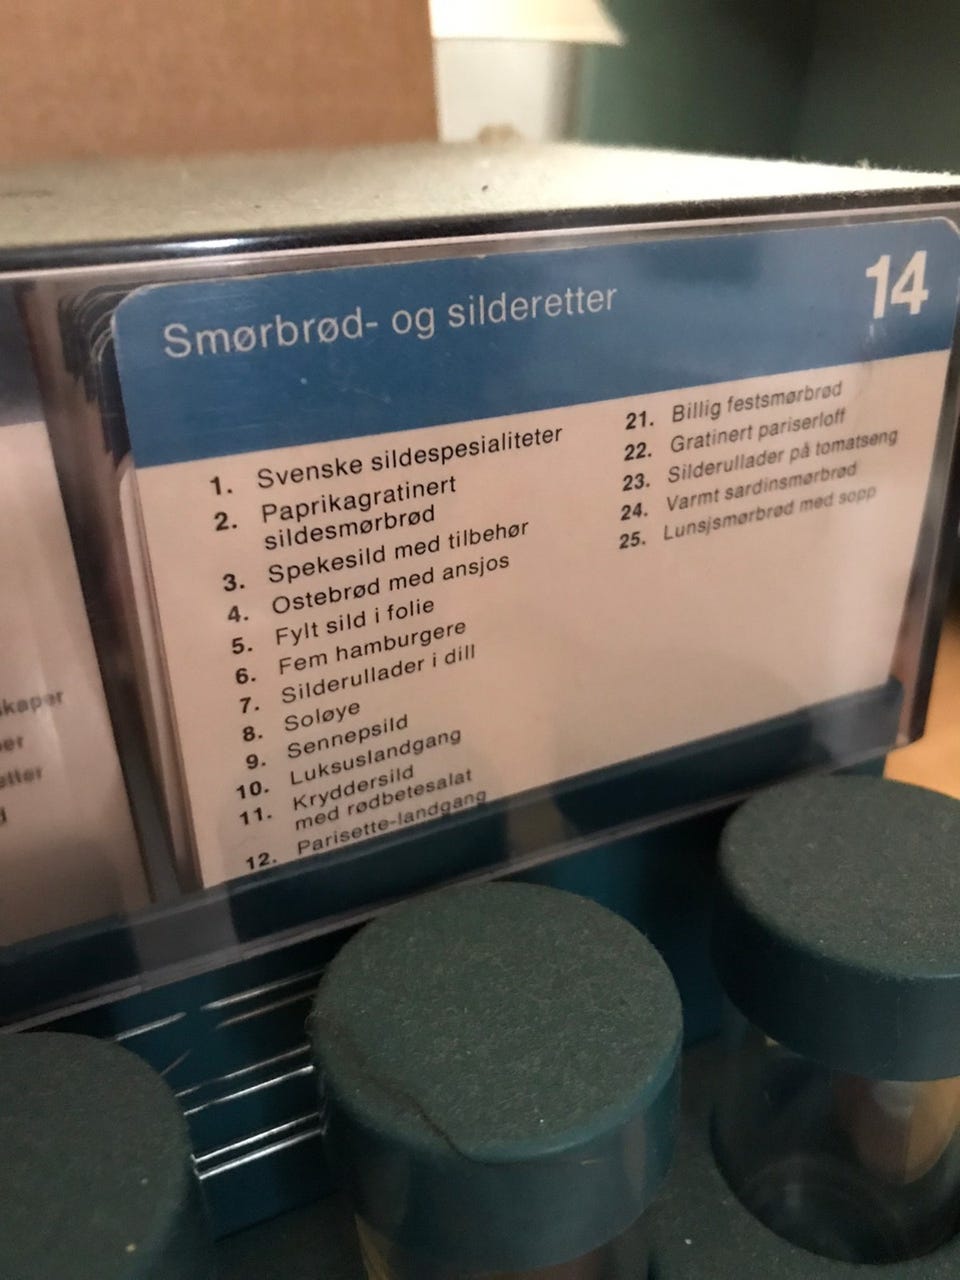 Smørbrød- og silderetter
14
1. Svenske sildespesialiteter
2. Paprikagratinert
sildesmørbrød
3. Spekesild med tilbehør
4. Ostebrød med ansjos
5. Fylt sild i folie
6. Fem hamburgere
7. Silderullader i dill
8. Soløye
9. Sennepsild
10. Luksuslandgang
11. Kryddersild
med rødbetesalat
12. Parisette-landgang
21. Billig festsmørbrød
22. Gratinert pariserloff
23. Silderullader på tomatseng
24. Varmt sardinsmørbrød
25. Lunsjsmørbrød med sopp